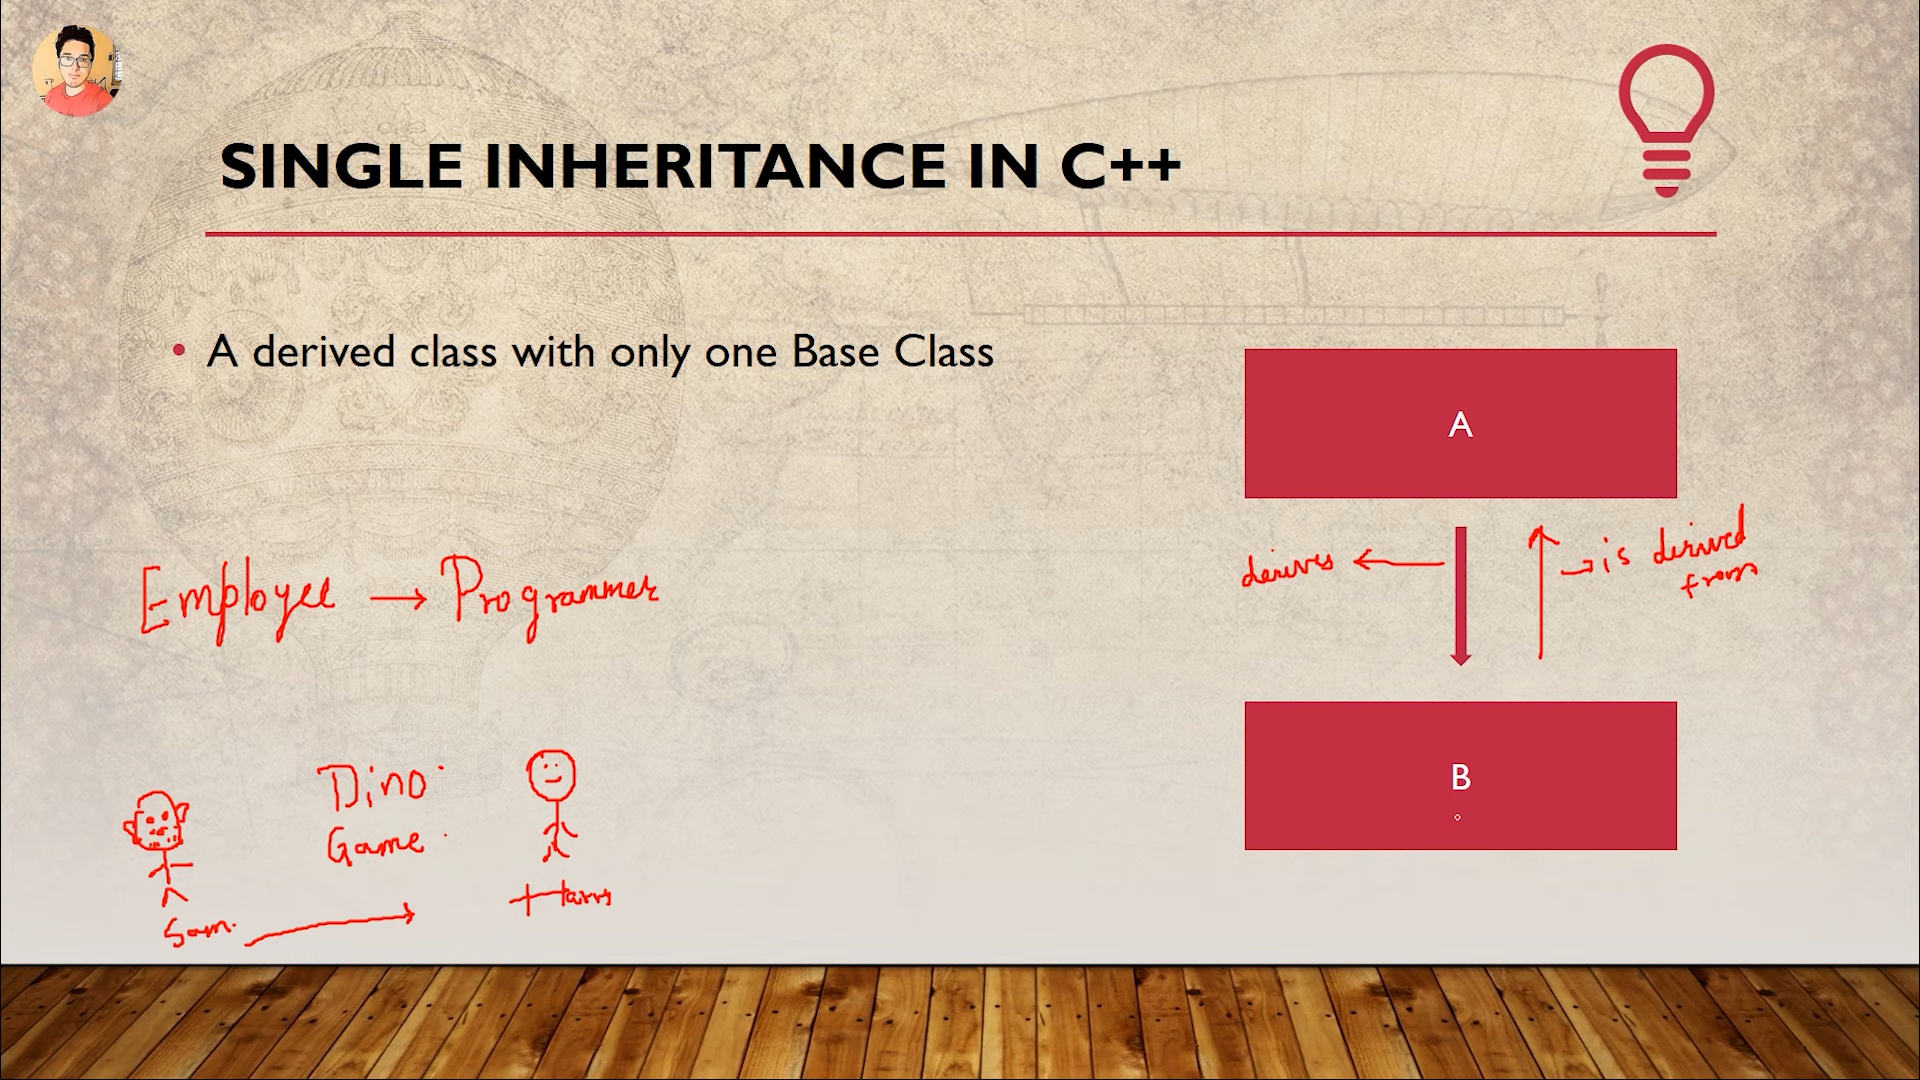 SINGLE INHERITANCE IN C++
• A derived class with only one Base Class
A
derives
is derived
from
Employee → Programmer
B
Dino
Game
Sam